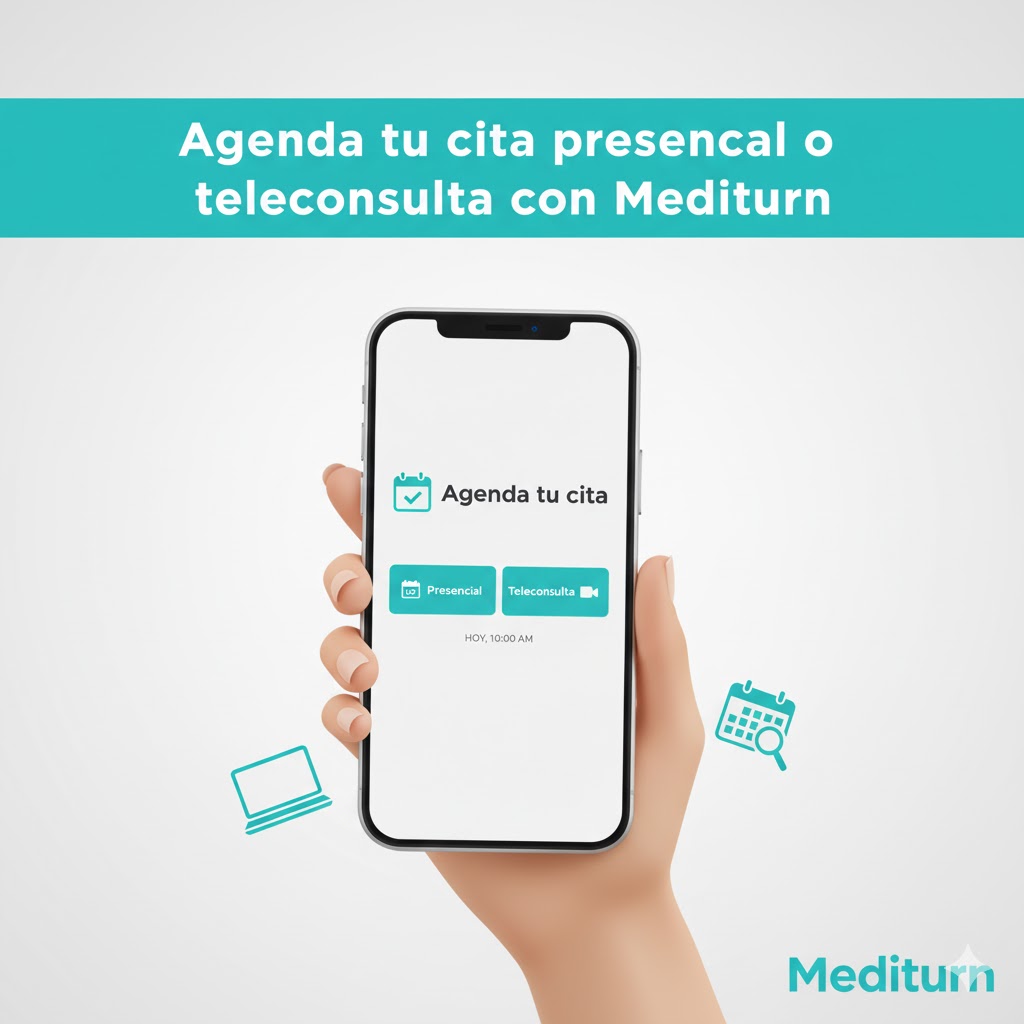 Agenda tu cita presencal o
teleconsulta con Mediturn
Agenda tu cita
Presencial
Teleconsulta
HOY, 10:00 AM
Mediturn